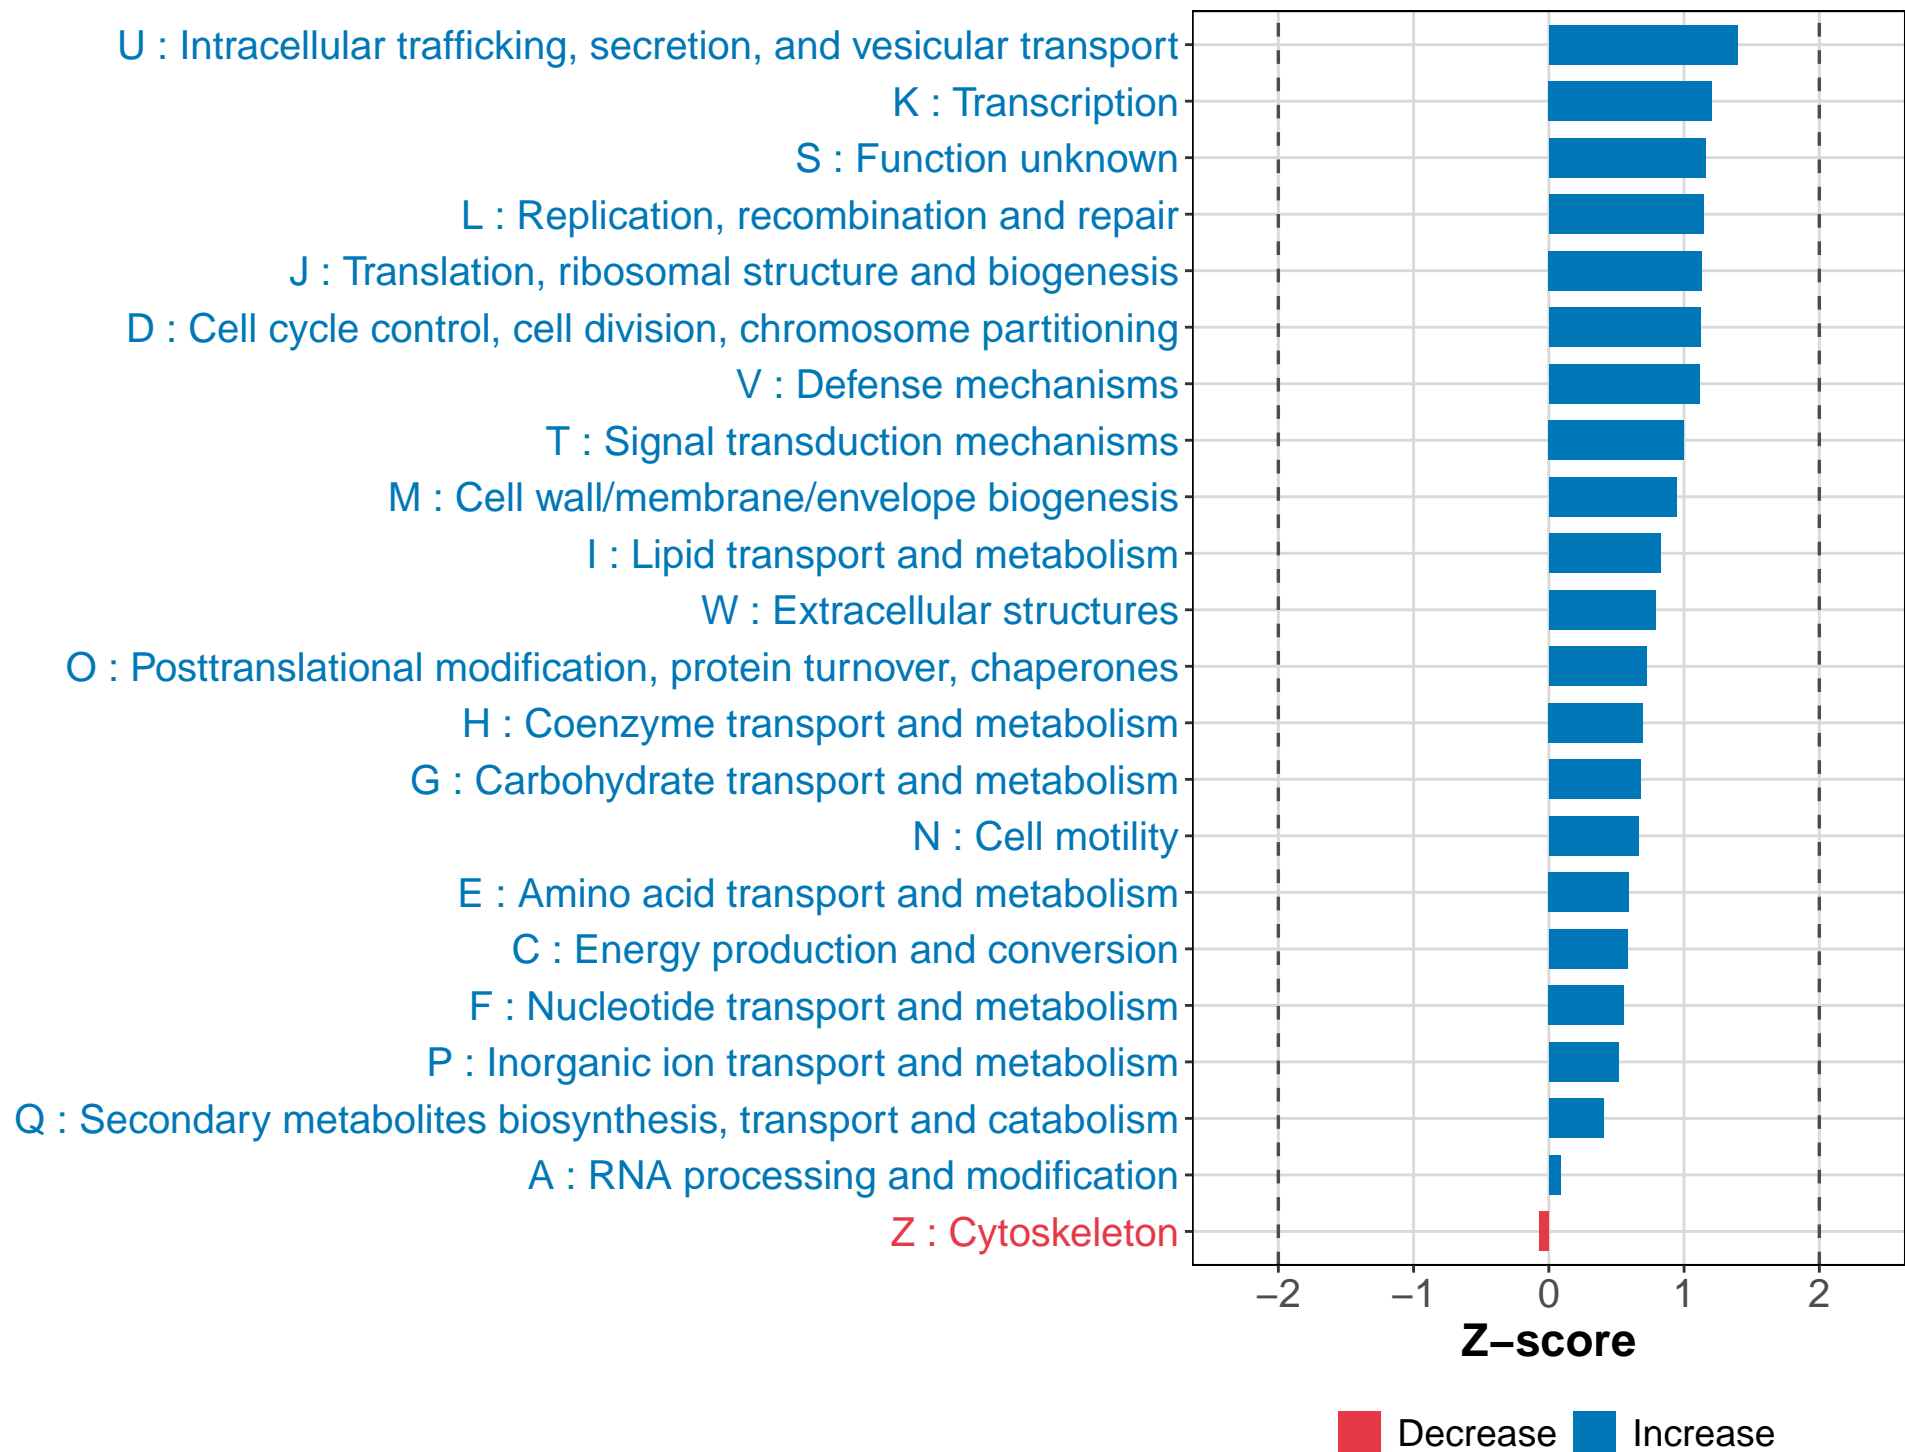 U : Intracellular trafficking, secretion, and vesicular transport
K : Transcription
S : Function unknown
L : Replication, recombination and repair
J : Translation, ribosomal structure and biogenesis
D : Cell cycle control, cell division, chromosome partitioning
V : Defense mechanisms
T : Signal transduction mechanisms
M : Cell wall/membrane/envelope biogenesis
I : Lipid transport and metabolism
W : Extracellular structures
O : Posttranslational modification, protein turnover, chaperones
H : Coenzyme transport and metabolism
G : Carbohydrate transport and metabolism
N : Cell motility
E : Amino acid transport and metabolism
C : Energy production and conversion
F : Nucleotide transport and metabolism
P : Inorganic ion transport and metabolism
Q : Secondary metabolites biosynthesis, transport and catabolism
A : RNA processing and modification
Z : Cytoskeleton
−2 −1 0 1 2
Z−score
Decrease Increase